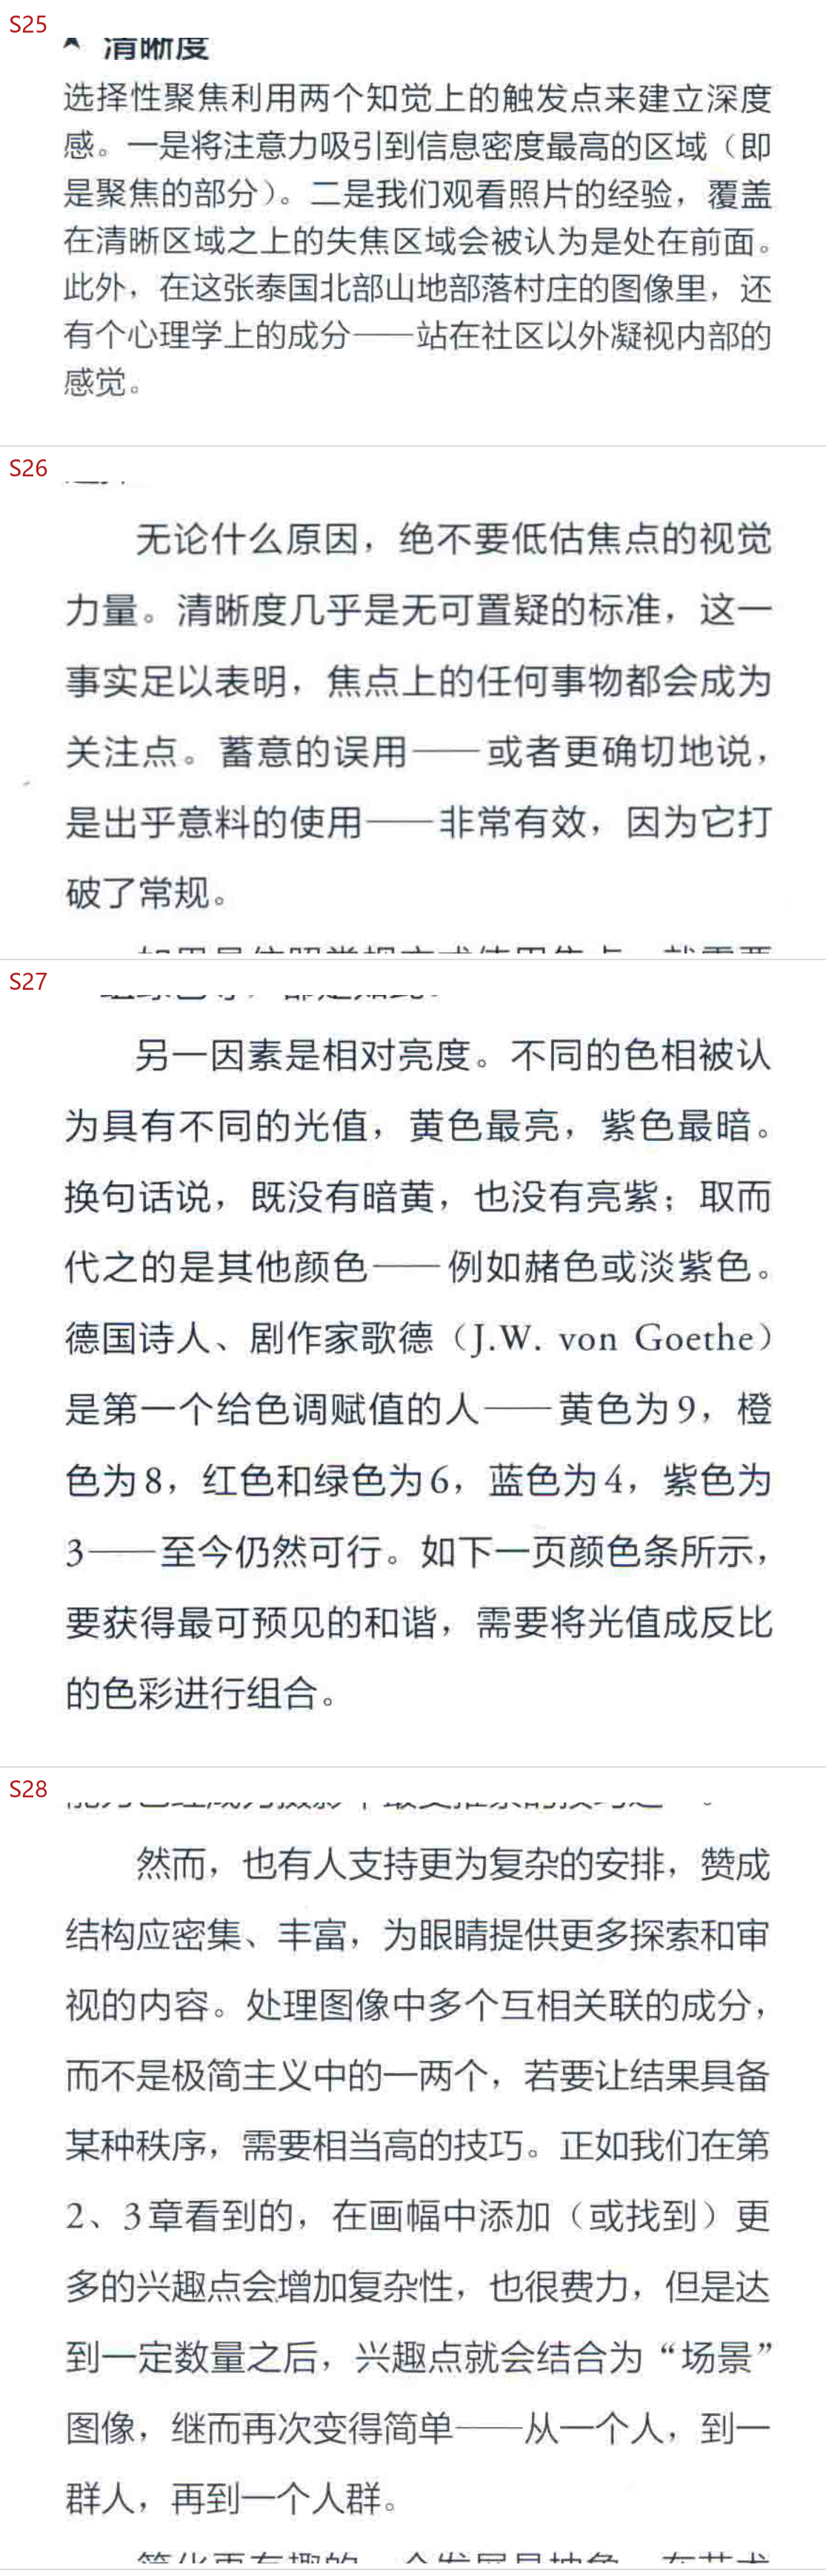 S25
清晰度
选择性聚焦利用两个知觉上的触发点来建立深度
感。一是将注意力吸引到信息密度最高的区域（即
是聚焦的部分）。二是我们观看照片的经验，覆盖
在清晰区域之上的失焦区域会被认为是处在前面。
此外，在这张泰国北部山地部落村庄的图像里，还
有个心理学上的成分——站在社区以外凝视内部的
感觉。
S26
无论什么原因，绝不要低估焦点的视觉
力量。清晰度几乎是无可置疑的标准，这一
事实足以表明，焦点上的任何事物都会成为
关注点。蓄意的误用——或者更确切地说，
是出乎意料的使用——非常有效，因为它打
破了常规。
S27
另一因素是相对亮度。不同的色相被认
为具有不同的光值，黄色最亮，紫色最暗。
换句话说，既没有暗黄，也没有亮紫；取而
代之的是其他颜色——例如赭色或淡紫色。
德国诗人、剧作家歌德（J.W. von Goethe）
是第一个给色调赋值的人——黄色为9，橙
色为8，红色和绿色为6，蓝色为4，紫色为
3——至今仍然可行。如下一页颜色条所示，
要获得最可预见的和谐，需要将光值成反比
的色彩进行组合。
S28
然而，也有人支持更为复杂的安排，赞成
结构应密集、丰富，为眼睛提供更多探索和审
视的内容。处理图像中多个互相关联的成分，
而不是极简主义中的一两个，若要让结果具备
某种秩序，需要相当高的技巧。正如我们在第
2、3章看到的，在画幅中添加（或找到）更
多的兴趣点会增加复杂性，也很费力，但是达
到一定数量之后，兴趣点就会结合为“场景”
图像，继而再次变得简单——从一个人，到一
群人，再到一个人群。